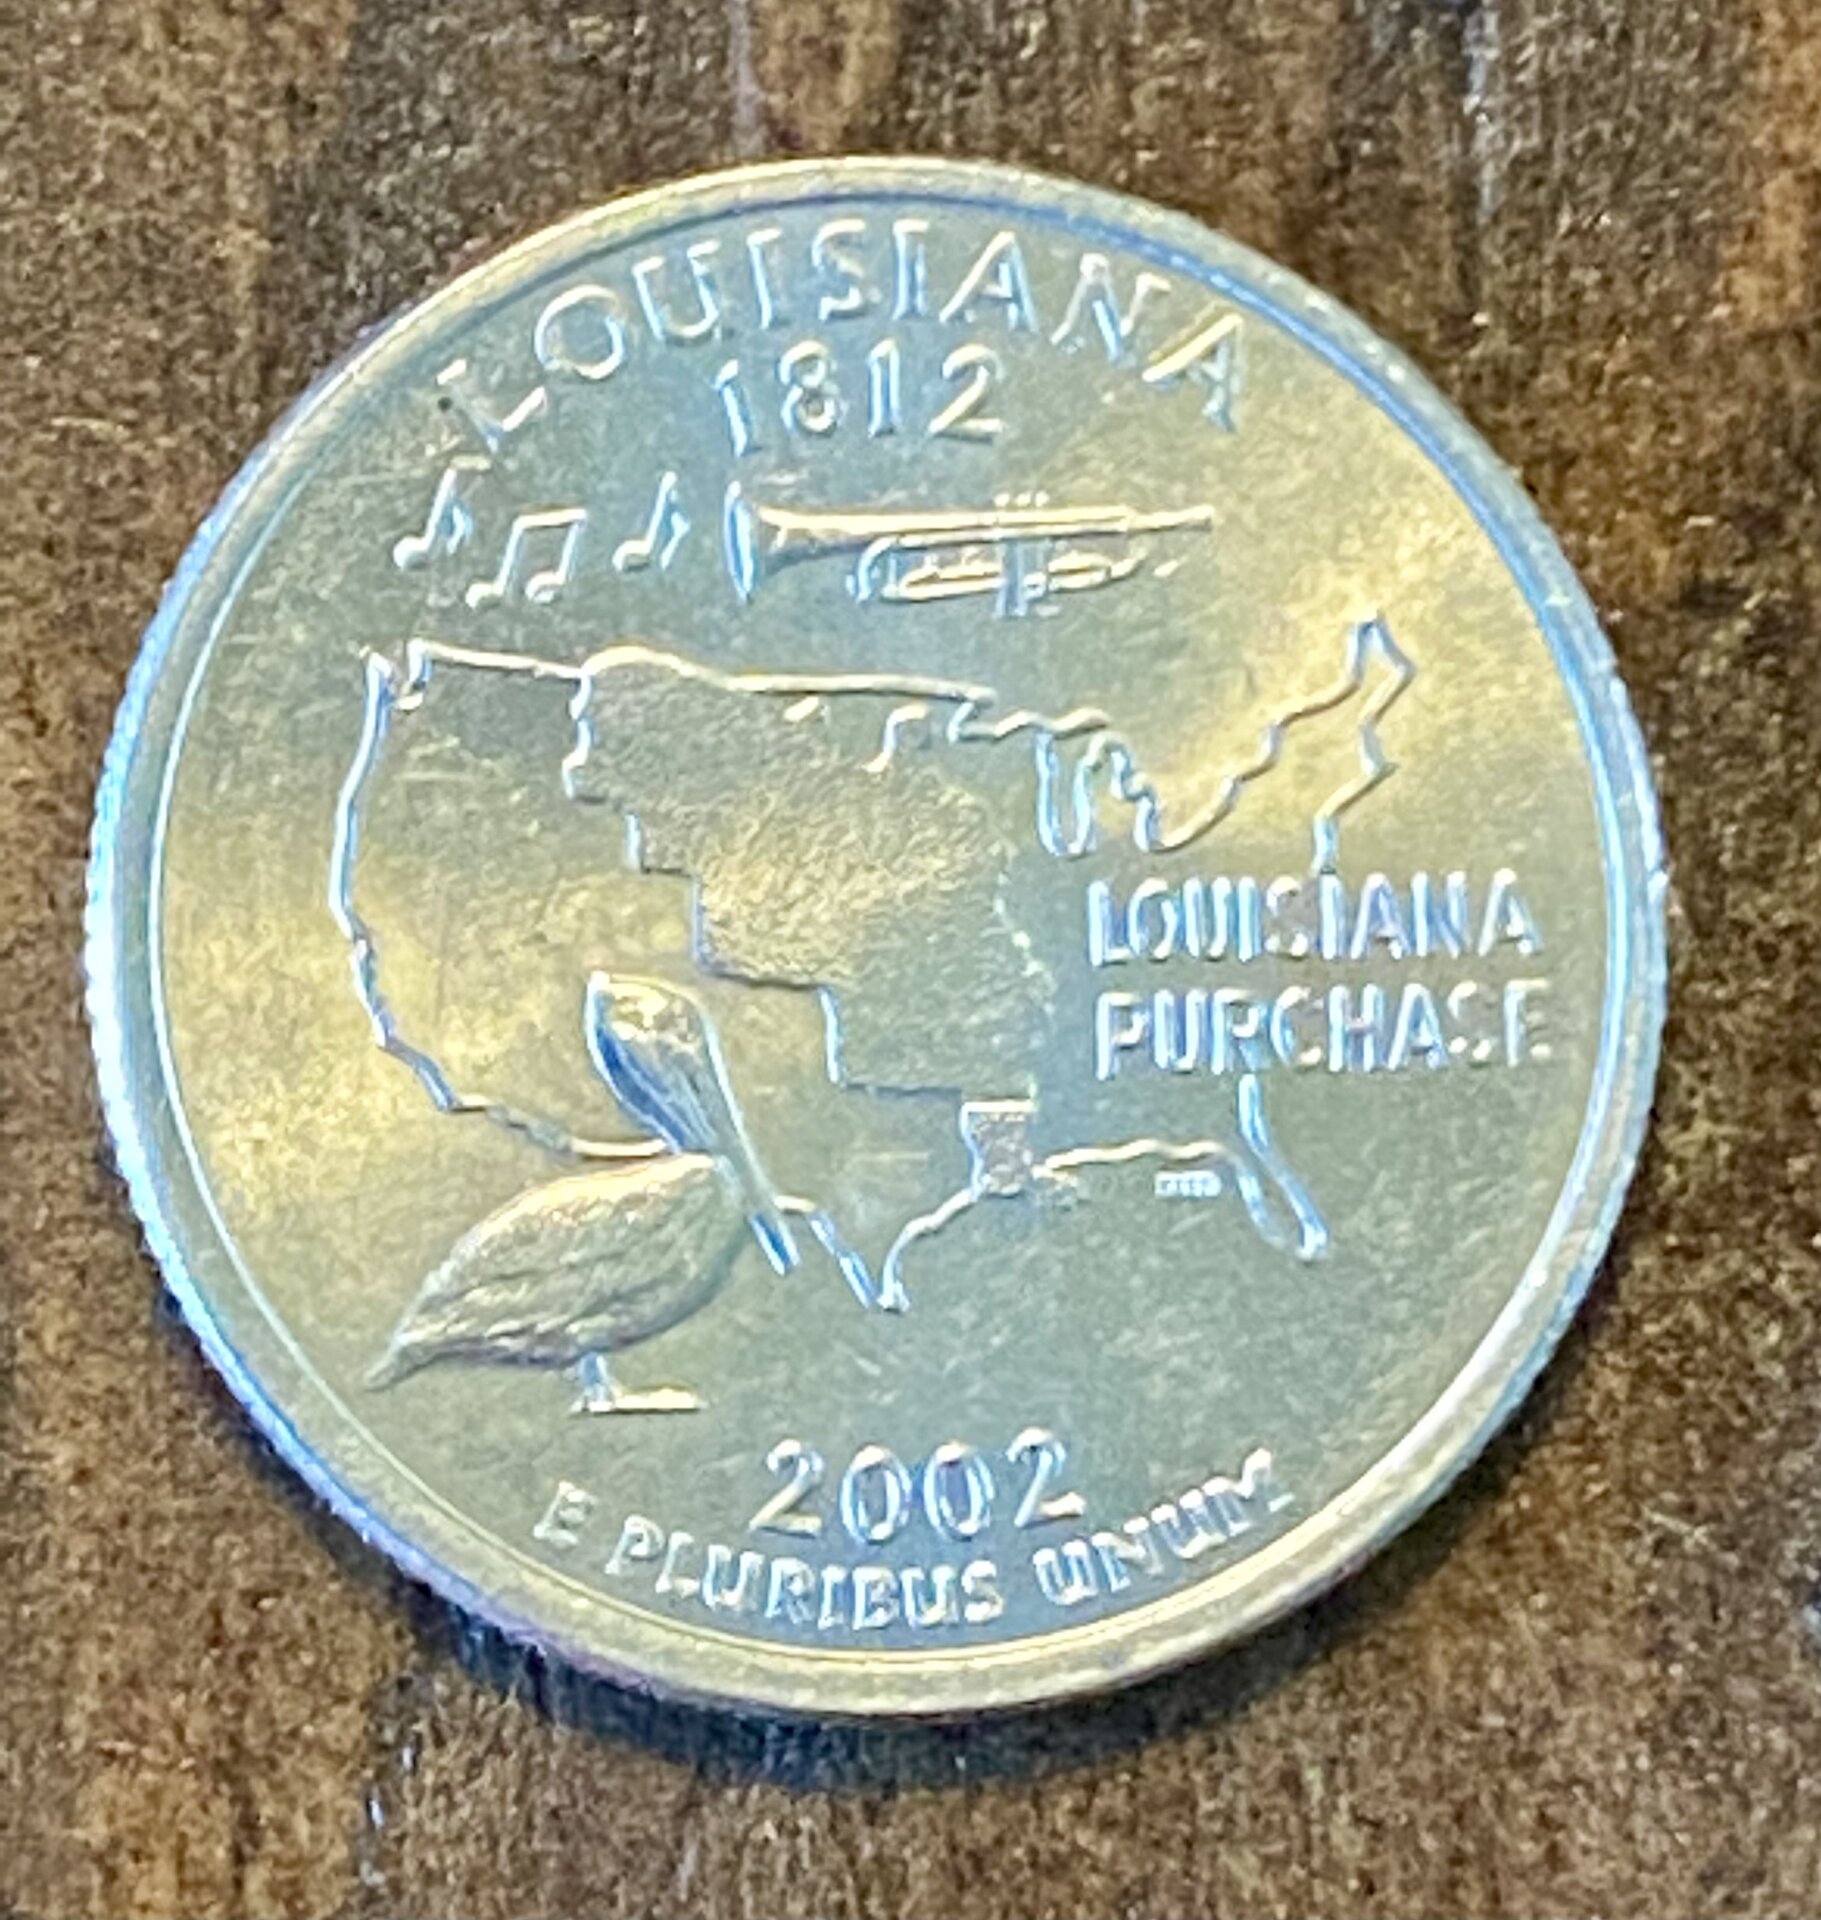 LOUISIANA
1812
LOUISIANA
PURCHASE
2002
E PLURIBUS UNUM